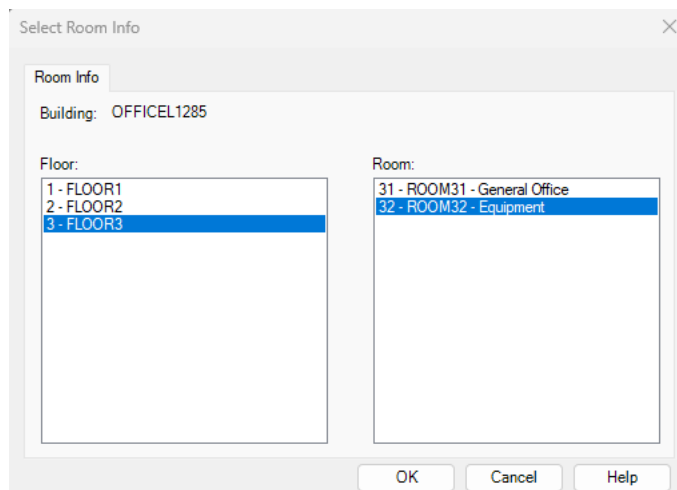 Select Room Info
Room Info
Building: OFFICEL1285
Floor:
1 - FLOOR1
2 - FLOOR2
3 - FLOOR3
Room:
31 - ROOM31 - General Office
32 - ROOM32 - Equipment
OK Cancel Help